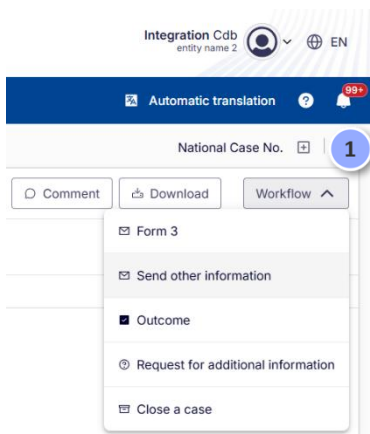 Integration Cdb
entity name 2
EN
Automatic translation
99+
National Case No.
1
Comment
Download
Workflow
Form 3
Send other information
Outcome
Request for additional information
Close a case